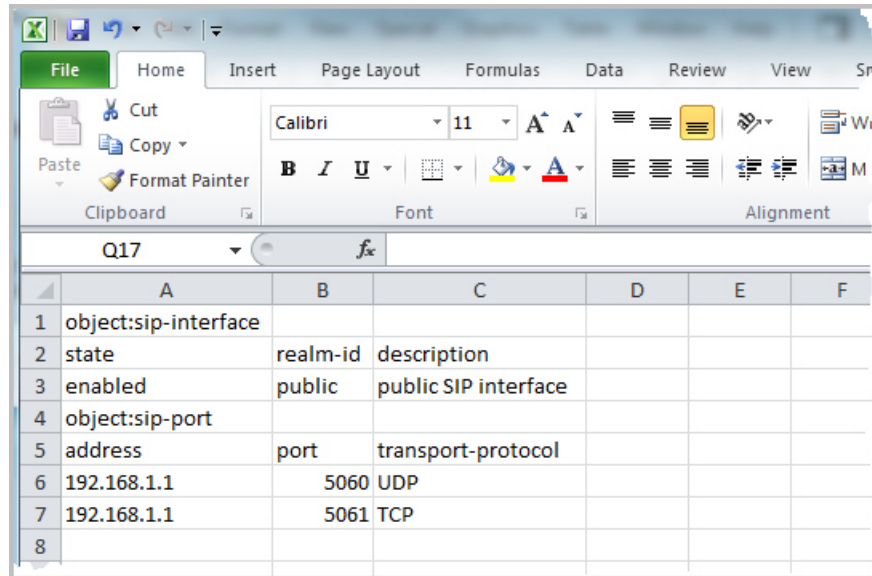 File Home Insert Page Layout Formulas Data Review View
Cut
Calibri 11 A A
Copy
Paste
Format Painter
B I U A a M
Clipboard Font Alignment
Q17 fx
A B C D E F
1 object:sip-interface
2 state realm-id description
3 enabled public public SIP interface
4 object:sip-port
5 address port transport-protocol
6 192.168.1.1 5060 UDP
7 192.168.1.1 5061 TCP
8